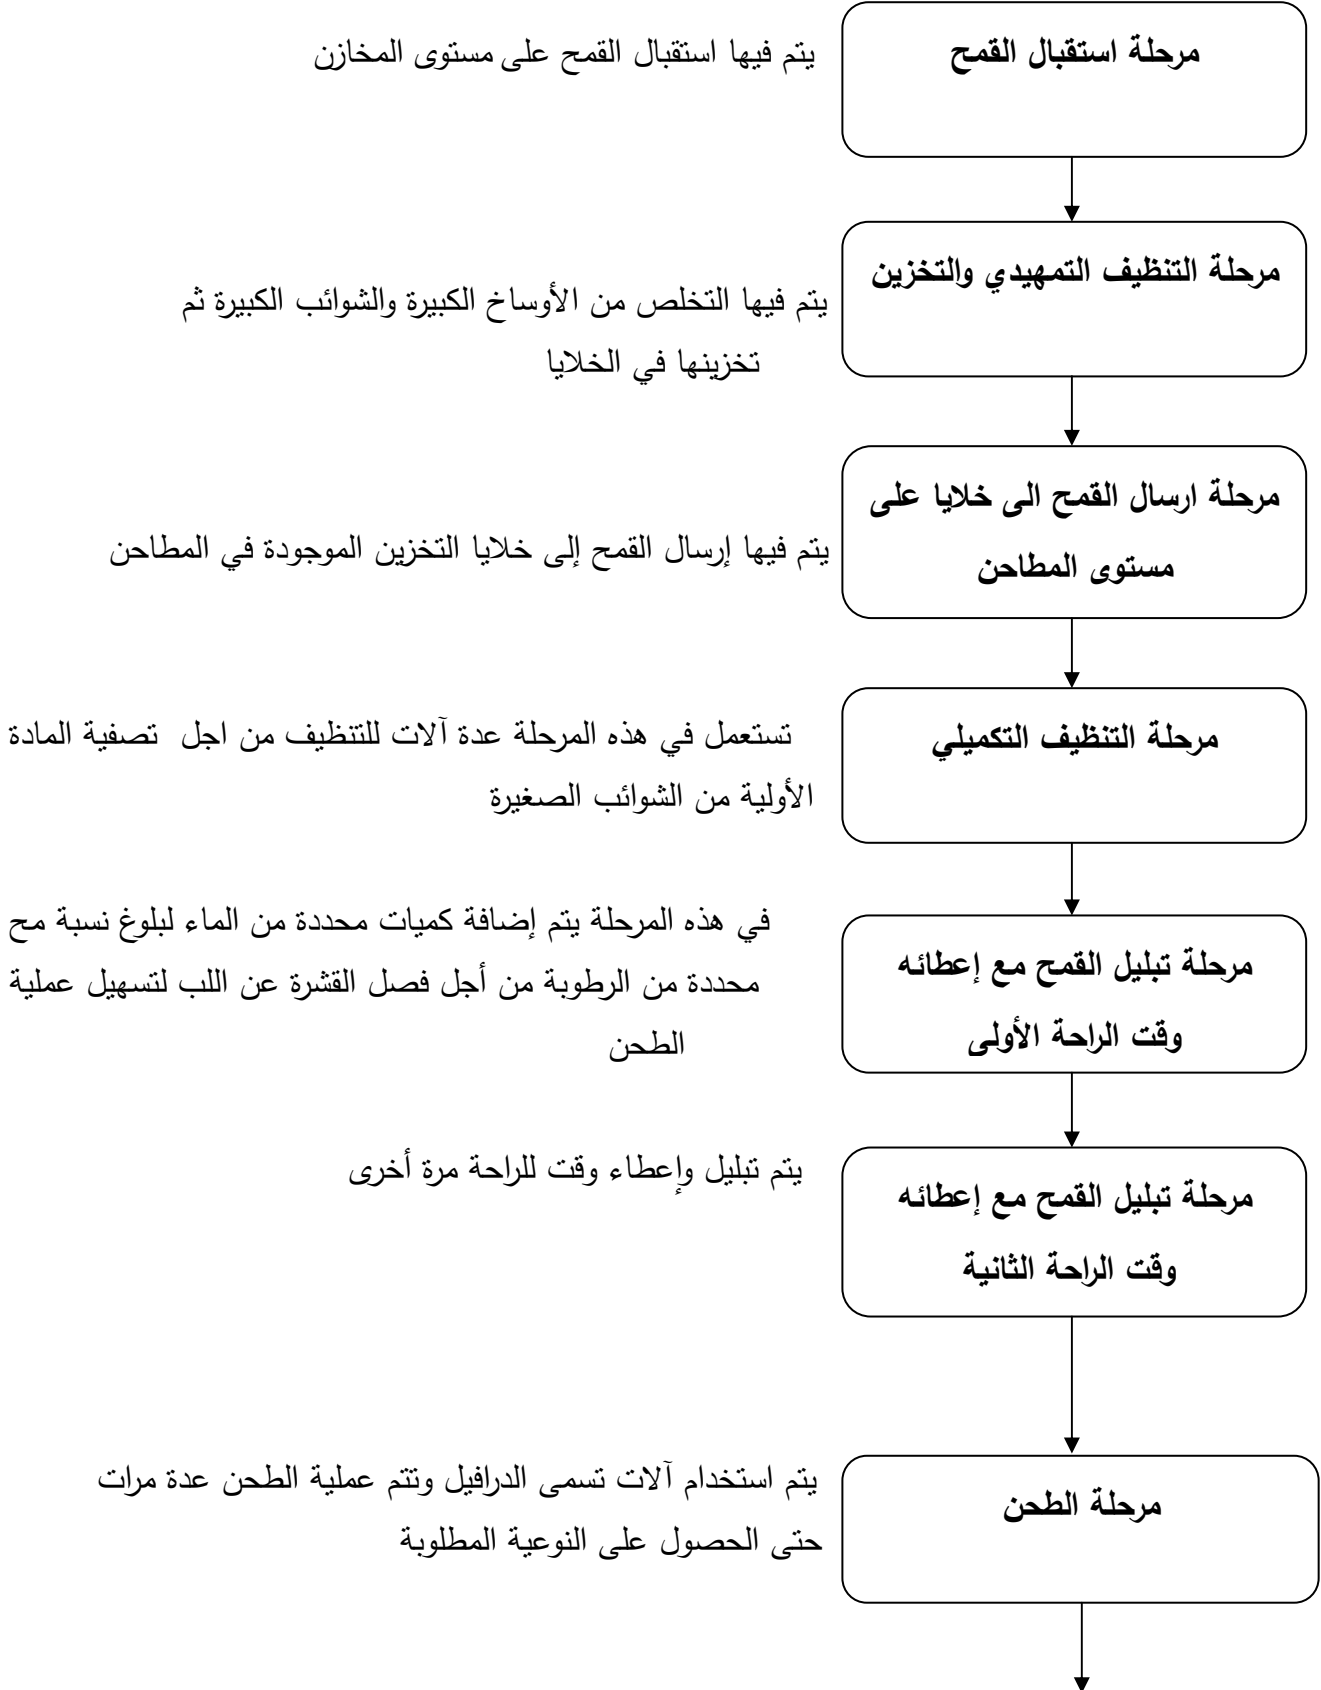 مرحلة استقبال القمح
يتم فيها استقبال القمح على مستوى المخازن
مرحلة التنظيف التمهيدي والتخزين
يتم فيها التخلص من الأوساخ الكبيرة والشوائب الكبيرة ثم
تخزينها في الخلايا
مرحلة ارسال القمح الى خلايا على
مستوى المطاحن
يتم فيها إرسال القمح إلى خلايا التخزين الموجودة في المطاحن
مرحلة التنظيف التكميلي
تستعمل في هذه المرحلة عدة آلات للتنظيف من اجل تصفية المادة
الأولية من الشوائب الصغيرة
مرحلة تبليل القمح مع إعطائه
وقت الراحة الأولى
في هذه المرحلة يتم إضافة كميات محددة من الماء لبلوغ نسبة مح
محددة من الرطوبة من أجل فصل القشرة عن اللب لتسهيل عملية
الطحن
مرحلة تبليل القمح مع إعطائه
وقت الراحة الثانية
يتم تبليل وإعطاء وقت للراحة مرة أخرى
مرحلة الطحن
يتم استخدام آلات تسمى الدرافيل وتتم عملية الطحن عدة مرات
حتى الحصول على النوعية المطلوبة